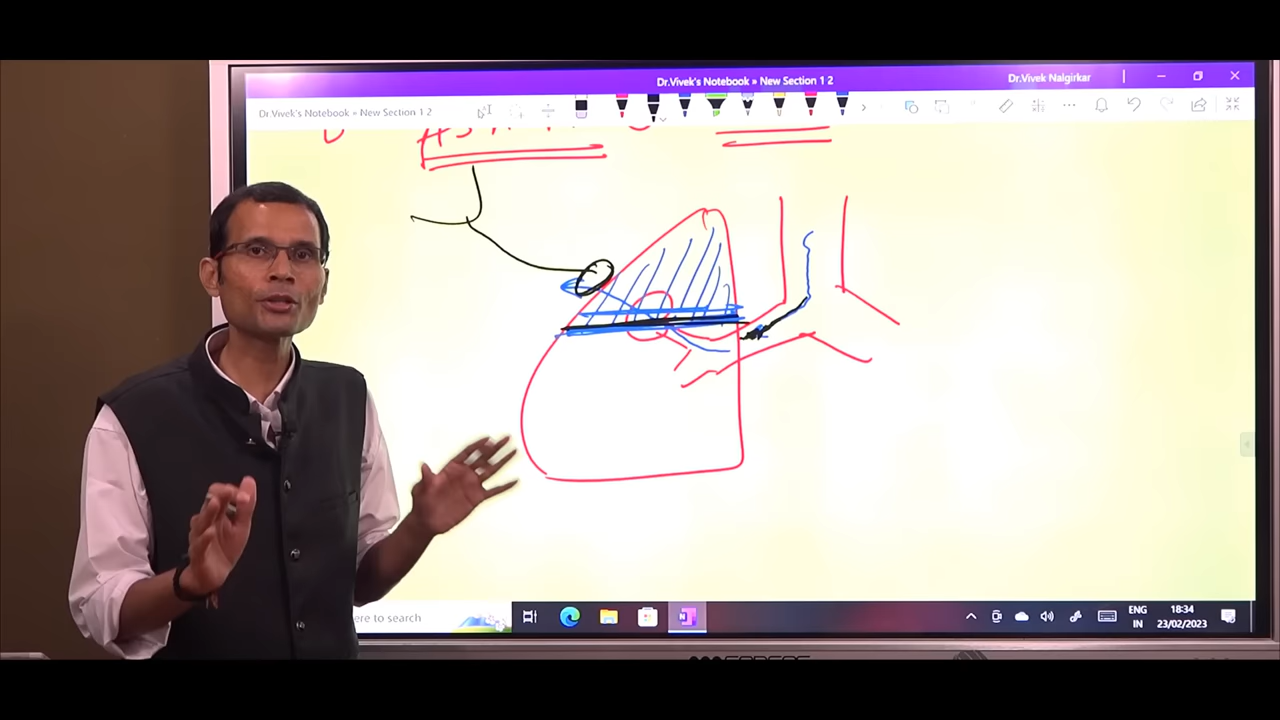 Dr.Vivek's Notebook » New Section 1 2
Dr.Vivek Nalgirkar
Dr.Vivek's Notebook » New Section 1 2
ere to search
ENG
IN
18:34
23/02/2023